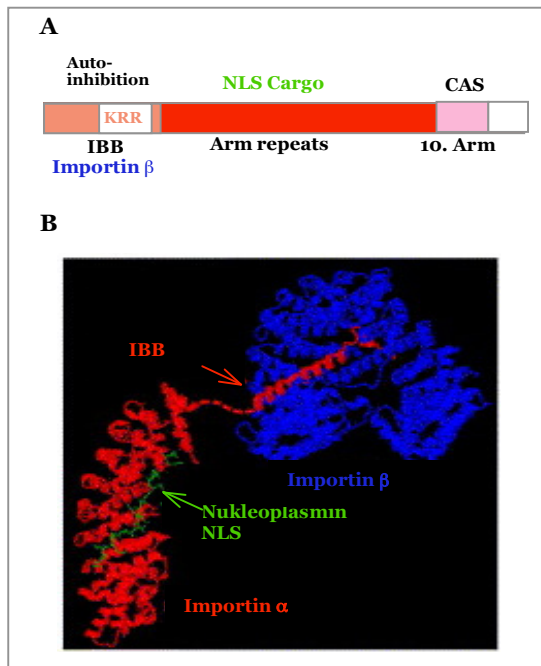 A
Auto-
inhibition
NLS Cargo
CAS
KRR
IBB
Importin β
Arm repeats
10. Arm
B
IBB
Importin β
Nukleoplasmin
NLS
Importin α